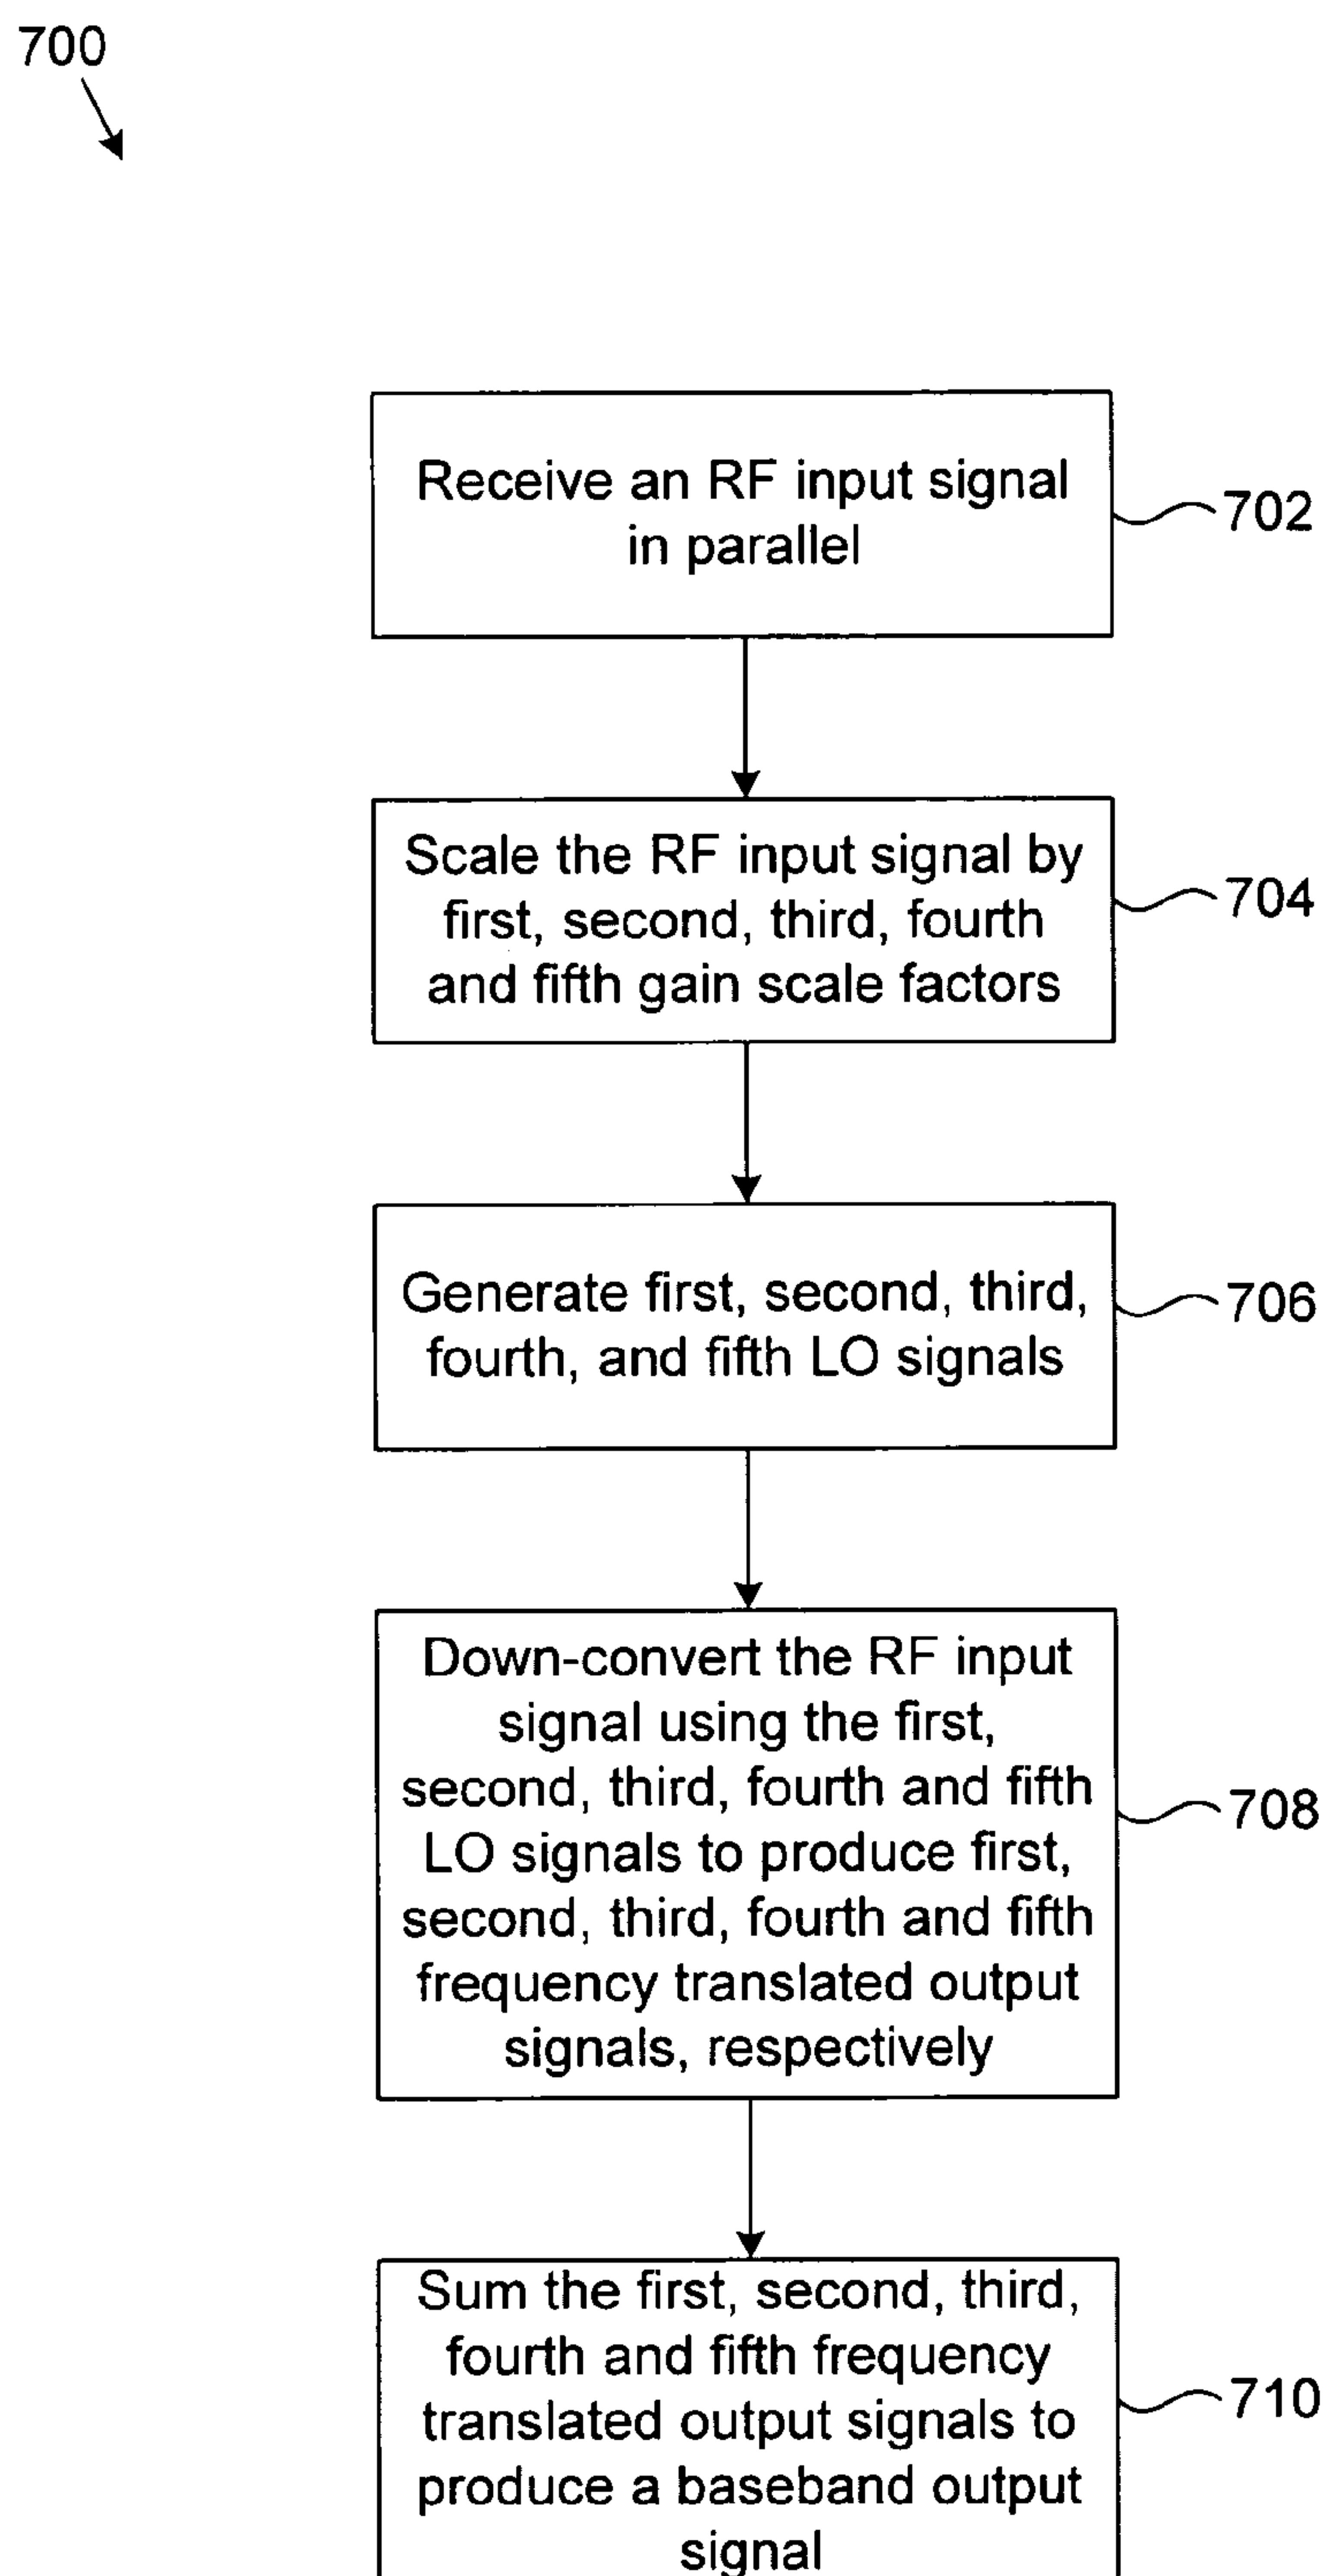 700
Receive an RF input signal
in parallel
702
Scale the RF input signal by
first, second, third, fourth
and fifth gain scale factors
704
Generate first, second, third,
fourth, and fifth LO signals
706
Down-convert the RF input
signal using the first,
second, third, fourth and fifth
LO signals to produce first,
second, third, fourth and fifth
frequency translated output
signals, respectively
708
Sum the first, second, third,
fourth and fifth frequency
translated output signals to
produce a baseband output
signal
710